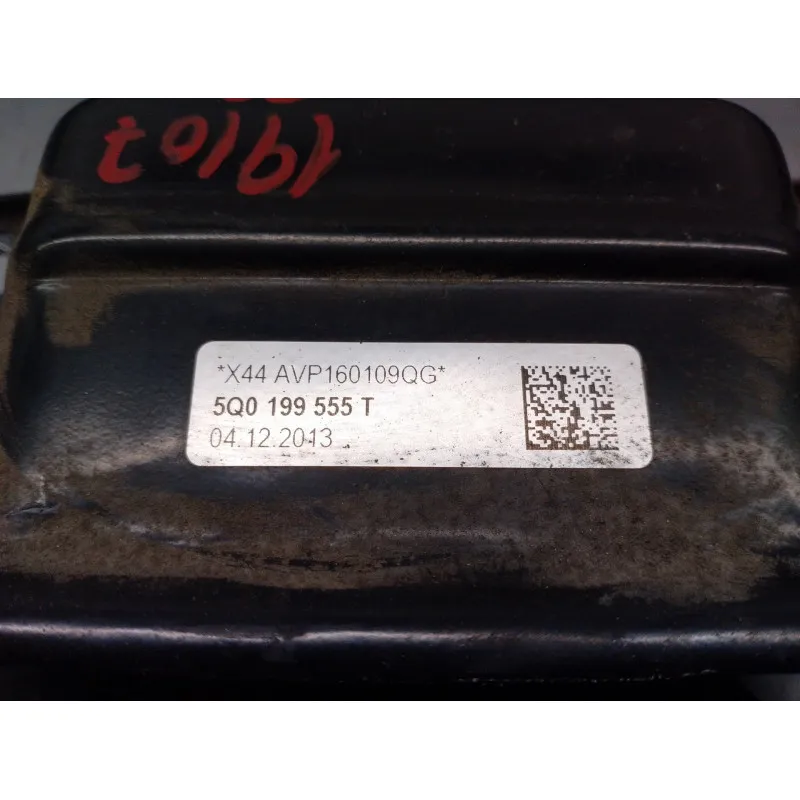 19107
*X44 AVP160109QG*
5Q0 199 555 T
04.12.2013